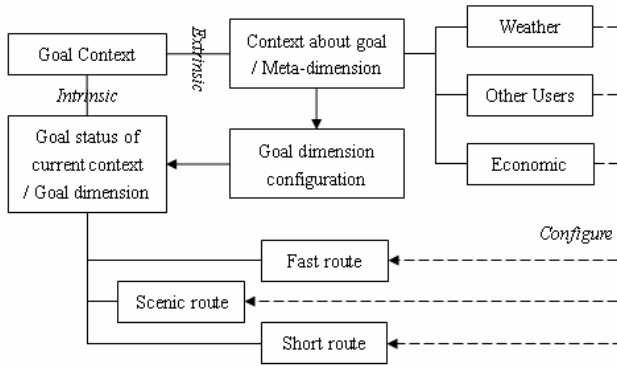 Goal Context
Extrinsic
Context about goal
/ Meta-dimension
Weather
Other Users
Economic
Intrinsic
Goal status of
current context
/ Goal dimension
Goal dimension
configuration
Configure
Fast route
Scenic route
Short route